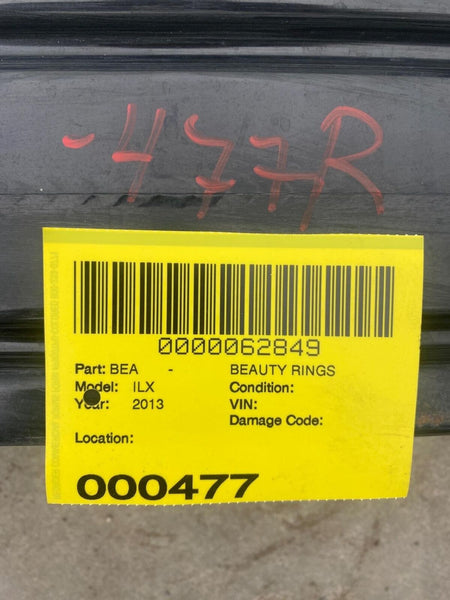 -477R
0000062849
Part: BEA - BEAUTY RINGS
Model: ILX Condition:
Year: 2013 VIN:
Damage Code:
Location:
000477